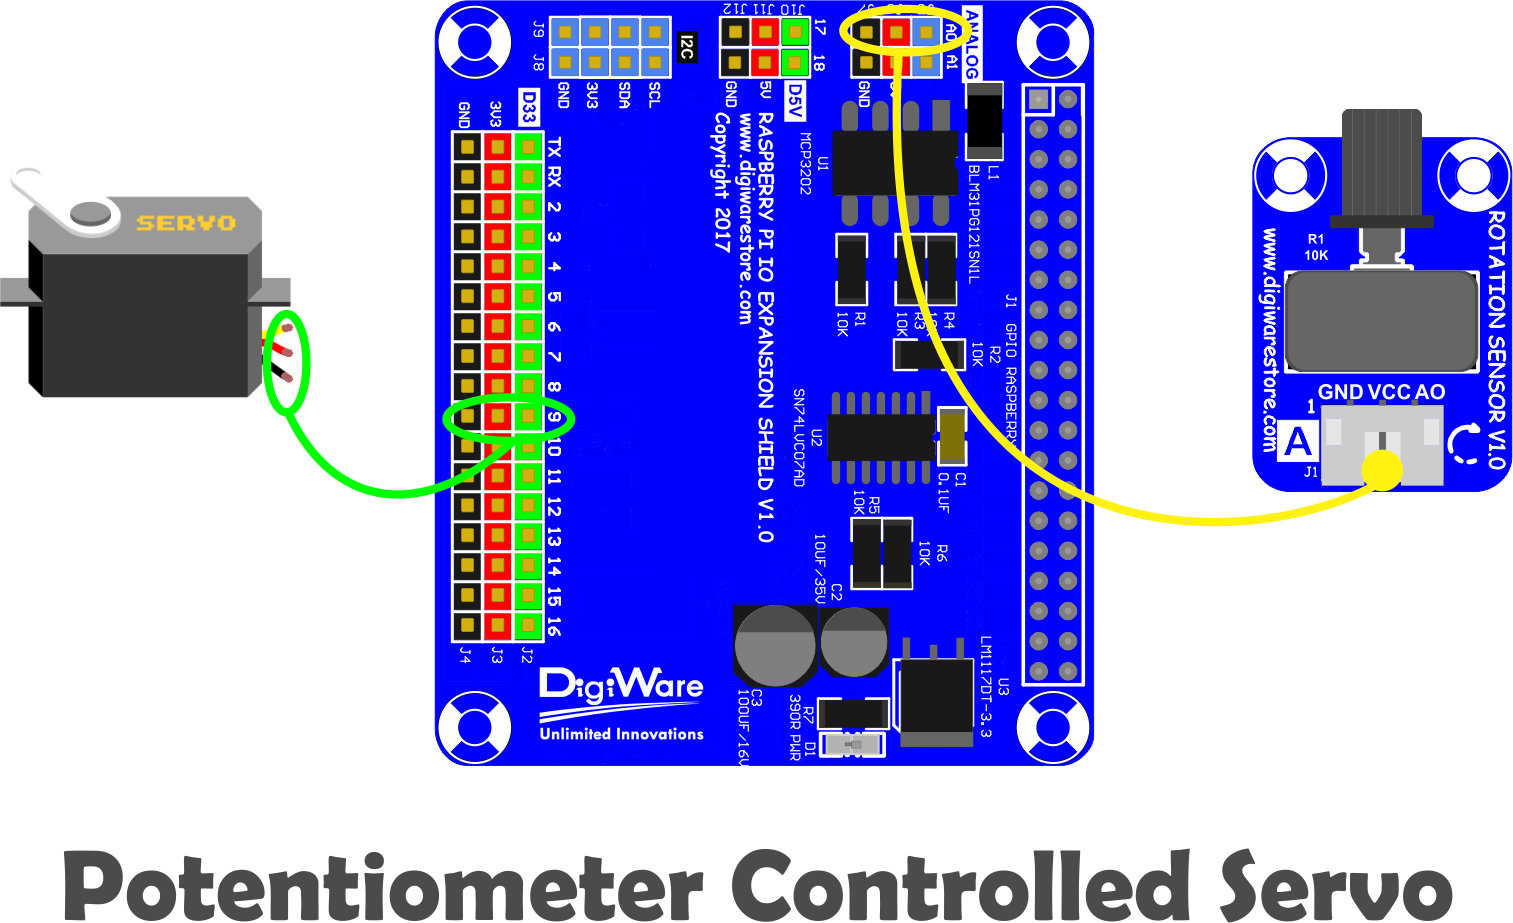 SERVO
J9
J8
I2C
GND
3V3
SDA
SCL
J12
J11
J10
17
18
GND
5V
D5V
A0
A1
ANALOG
GND
GND
3V3
D33
TX
RX
2
3
4
5
6
7
8
9
10
11
12
13
14
15
16
J4
J3
J2
RASPBERRY PI IO EXPANSION SHIELD V1.0
www.digiwarestore.com
Copyright 2017
MCP3202
U1
L1
BLM31PG121SN1L
R1
10K
R3
10K
R4
R2
10K
J1 GPIO RASPBERRY
SN74LVC07AD
U2
C1
0.1UF
R5
10K
R6
10K
10UF/35V
C2
C3
100UF/16V
R7
390R
D1
PWR
U3
LM1117DT-3.3
DigiWare
Unlimited Innovations
R1
10K
www.digiwarestore.com
ROTATION SENSOR V1.0
GND VCC AO
1
A
J1
Potentiometer Controlled Servo